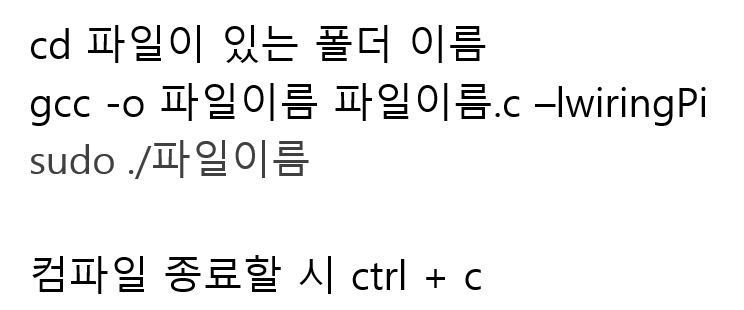 cd 파일이 있는 폴더 이름
gcc -o 파일이름 파일이름.c –lwiringPi
sudo ./파일이름
컴파일 종료할 시 ctrl + c